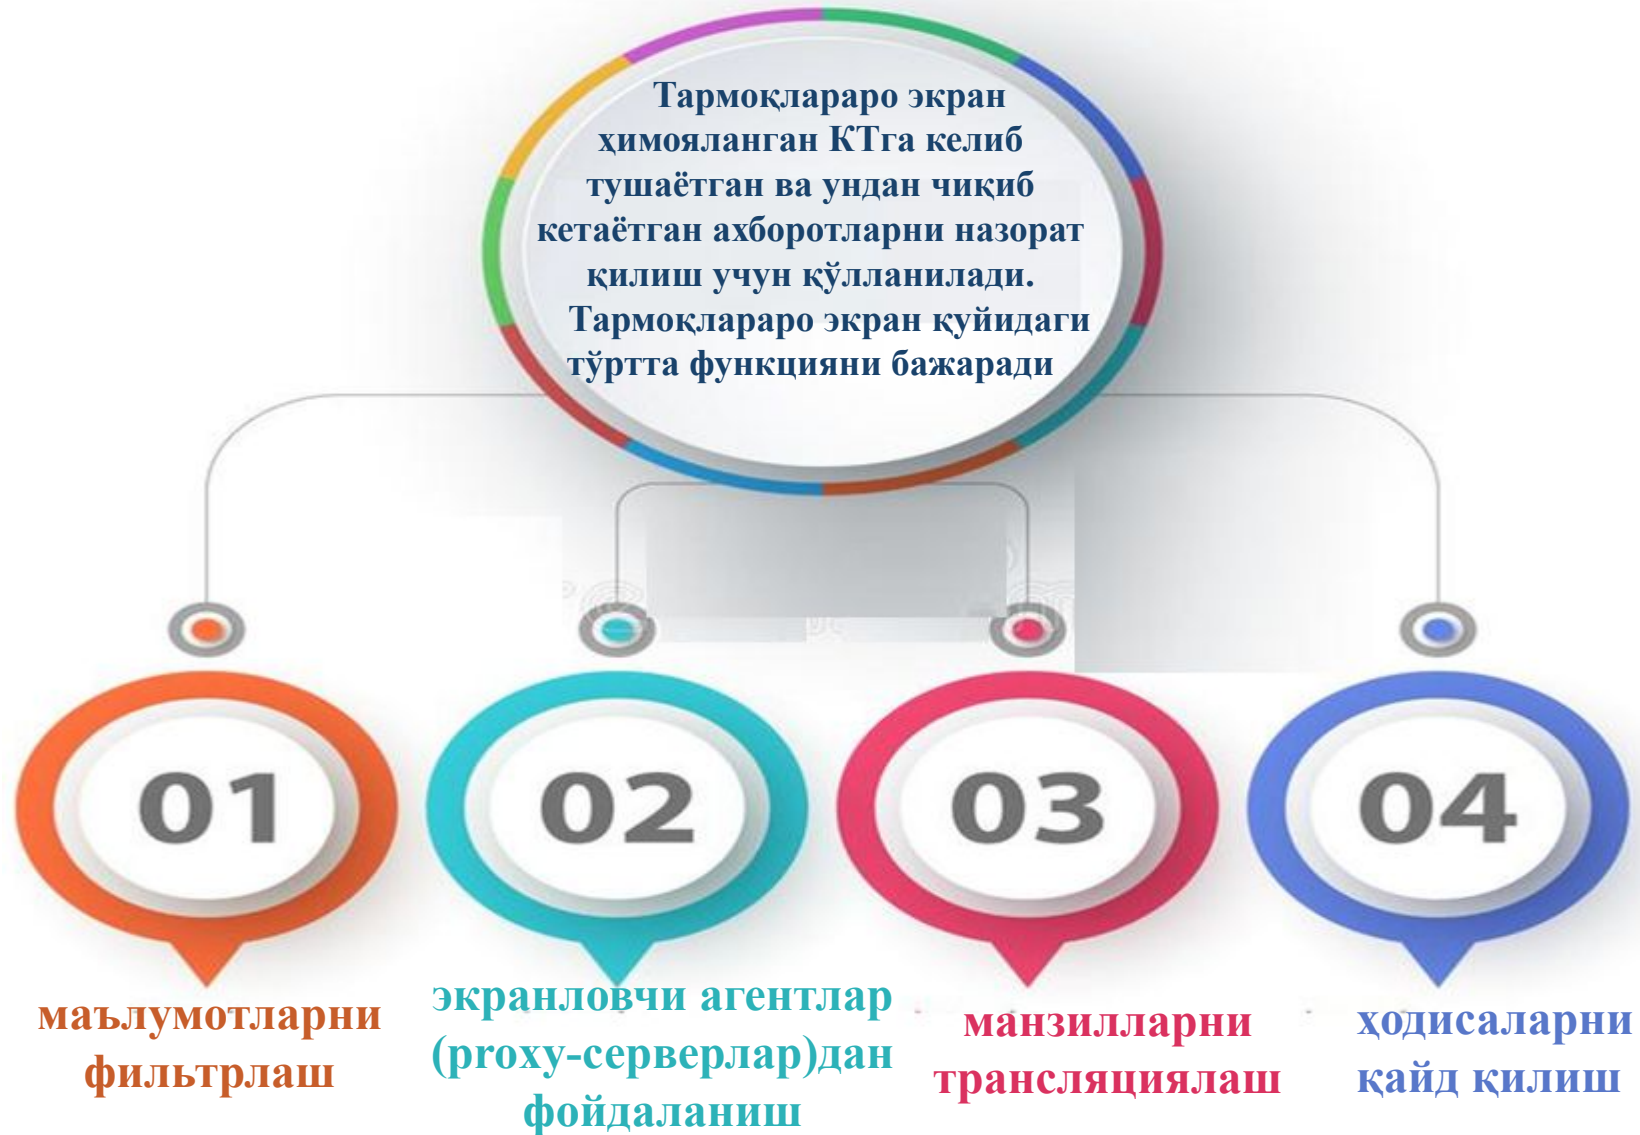 Тармоқлараро экран
ҳимояланган КТга келиб
тушаётган ва ундан чиқиб
кетаётган ахборотларни назорат
қилиш учун қўлланилади.
Тармоқлараро экран қуйидаги
тўртта функцияни бажаради
01
02
03
04
маълумотларни
фильтрлаш
экранловчи агентлар
(proxy-серверлар)дан
фойдаланиш
манзилларни
трансляциялаш
ҳодисаларни
қайд қилиш